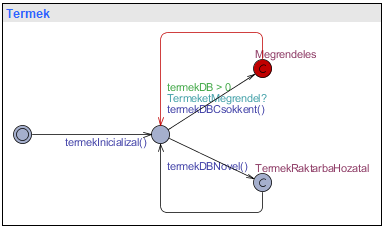 Termek
Megrendeles
C
termekDB > 0
TermeketMegrendel?
termekDBCsokkent()
termekInicializal()
termekDBNovel()
TermekRaktarbaHozatal
C